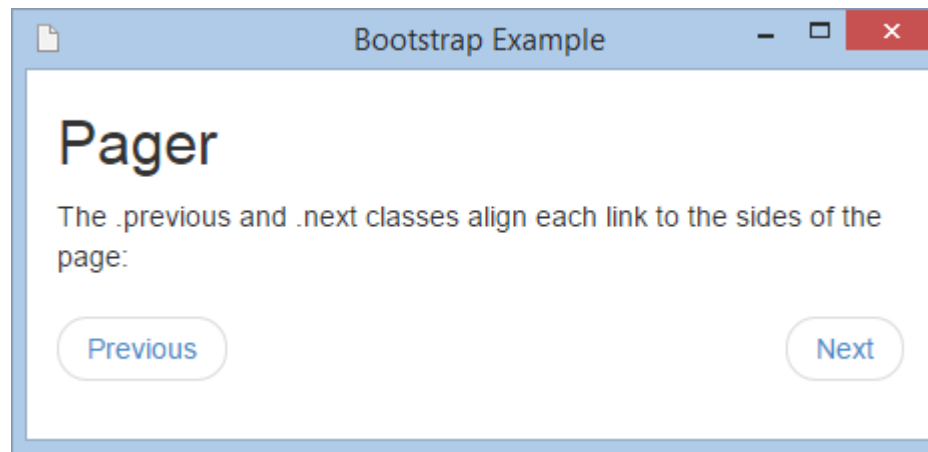 Bootstrap Example
Pager
The .previous and .next classes align each link to the sides of the
page:
Previous
Next